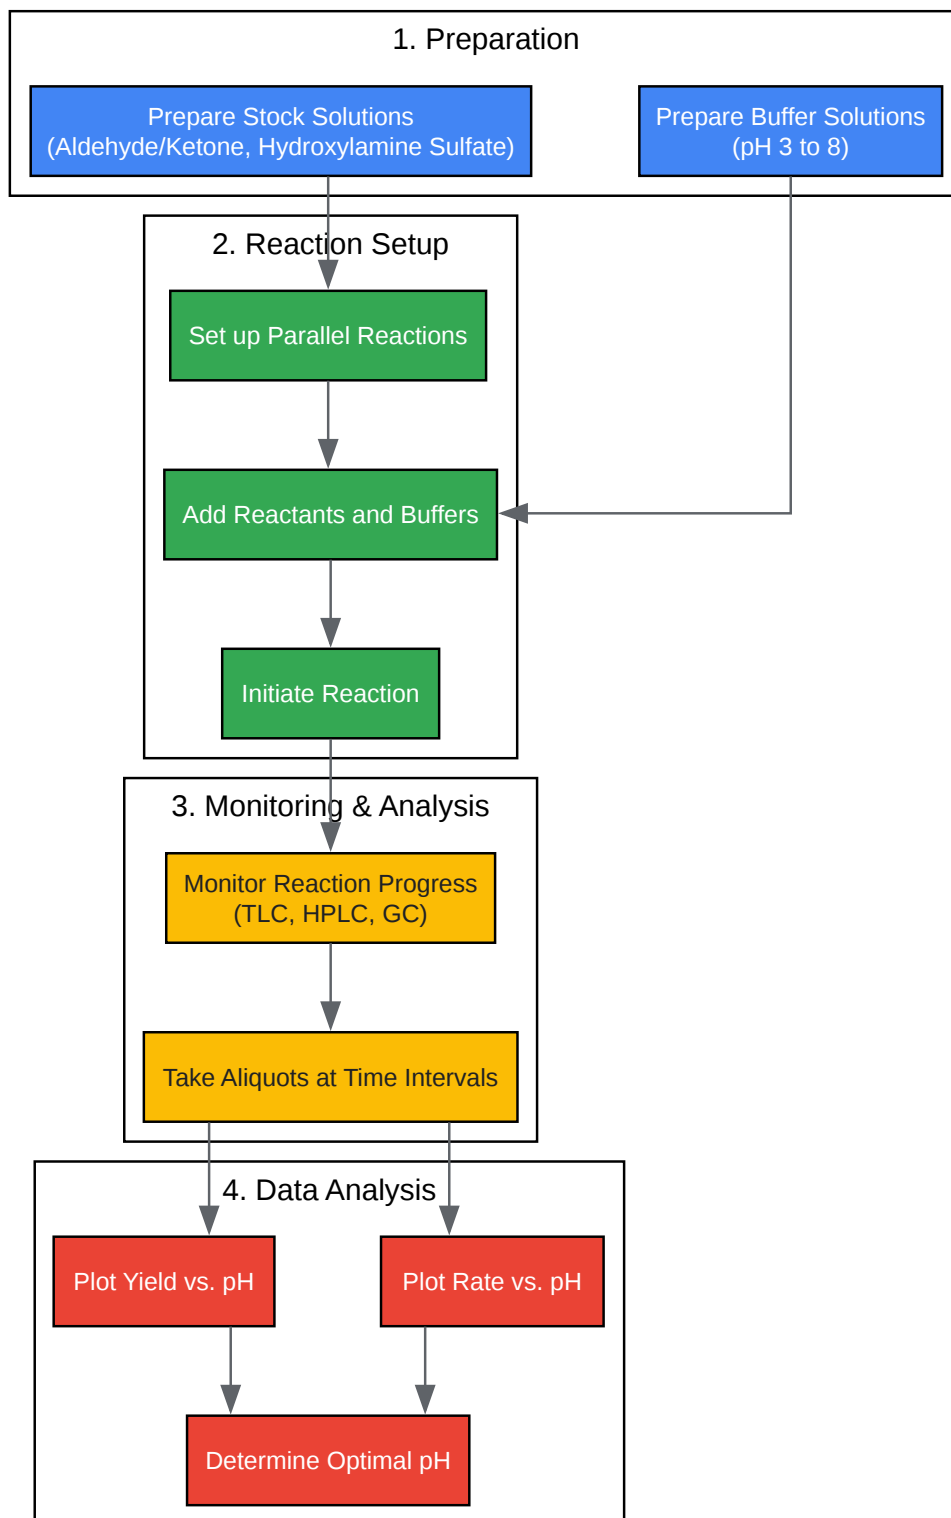 1. Preparation
Prepare Stock Solutions
(Aldehyde/Ketone, Hydroxylamine Sulfate)
Prepare Buffer Solutions
(pH 3 to 8)
2. Reaction Setup
Set up Parallel Reactions
Add Reactants and Buffers
Initiate Reaction
3. Monitoring & Analysis
Monitor Reaction Progress
(TLC, HPLC, GC)
Take Aliquots at Time Intervals
4. Data Analysis
Plot Yield vs. pH
Plot Rate vs. pH
Determine Optimal pH